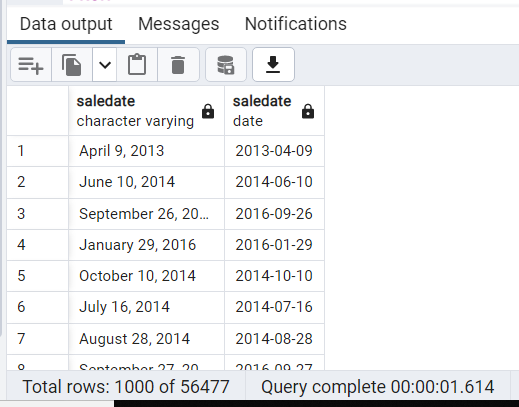 Data output Messages Notifications
saledate saledate
character varying date
1 April 9, 2013 2013-04-09
2 June 10, 2014 2014-06-10
3 September 26, 20... 2016-09-26
4 January 29, 2016 2016-01-29
5 October 10, 2014 2014-10-10
6 July 16, 2014 2014-07-16
7 August 28, 2014 2014-08-28
8 September 27, 20... 2016-09-27
Total rows: 1000 of 56477 Query complete 00:00:01.614